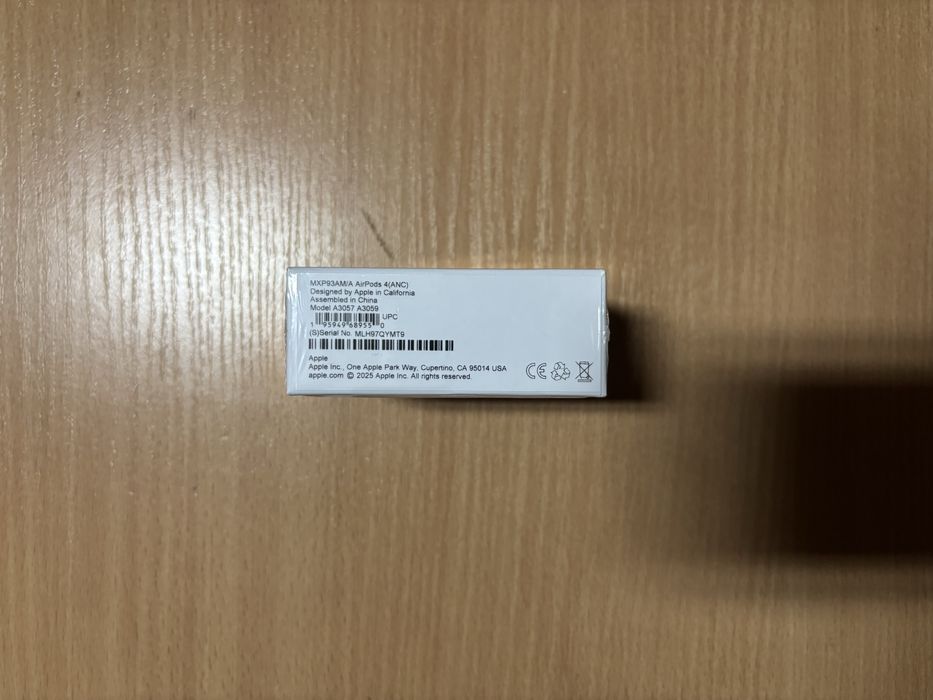 MXP93AM/A AirPods 4(ANC)
Designed by Apple in California
Assembled in China
Model A3057 A3059
UPC
1 95949 68955 0
(S)Serial No. MLH97QYMT9
Apple
Apple Inc., One Apple Park Way, Cupertino, CA 95014 USA
apple.com © 2025 Apple Inc. All rights reserved.
CE